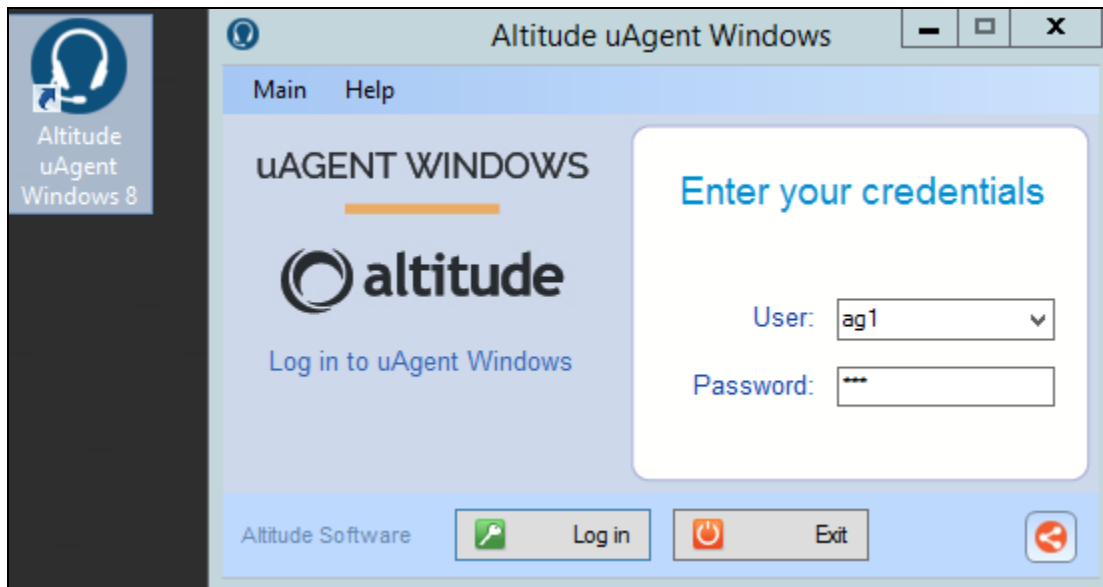 Altitude
uAgent
Windows 8
Altitude uAgent Windows
Main Help
uAGENT WINDOWS
altitude
Log in to uAgent Windows
Enter your credentials
User: ag1
Password: ***
Altitude Software
Log in
Exit